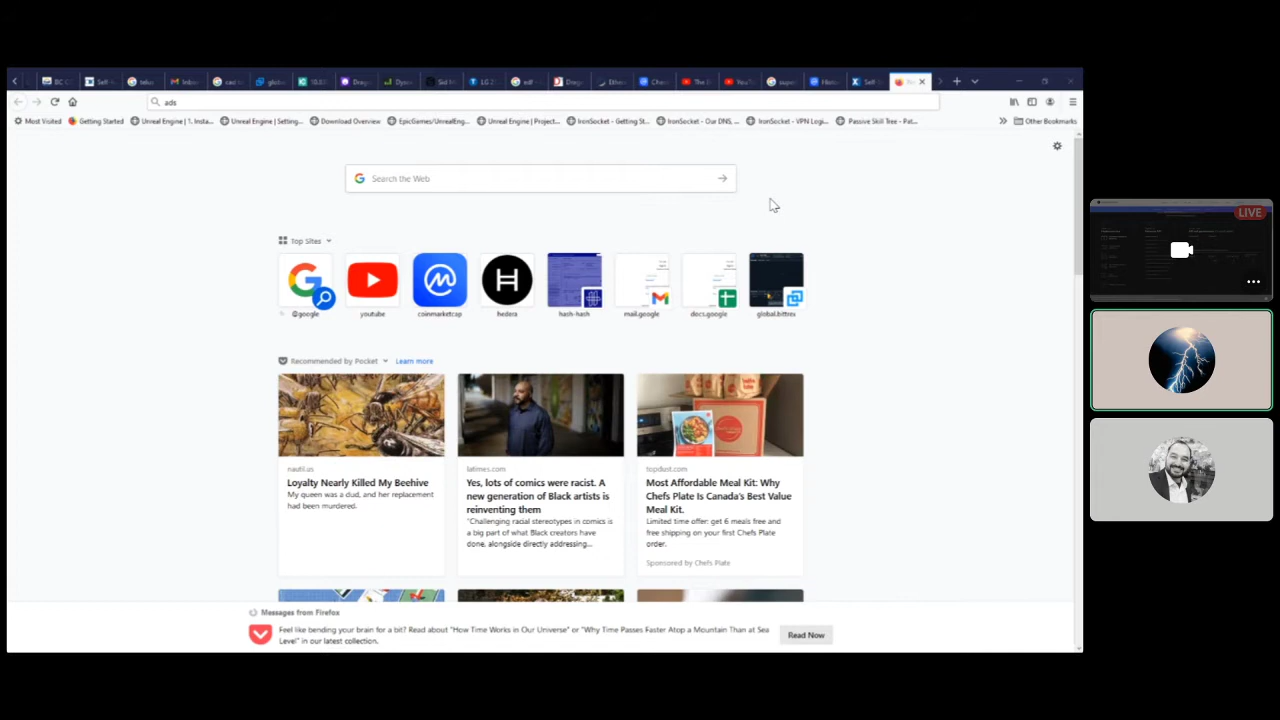 ads
Most Visited
Getting Started
Unreal Engine | 1. Insta...
Unreal Engine | Setting...
Download Overview
EpicGames/UnrealEng...
Unreal Engine | Project...
IronSocket - Getting St...
IronSocket - Our DNS, ...
IronSocket - VPN Logi...
Passive Skill Tree - Pat...
Other Bookmarks
Search the Web
LIVE
Top Sites
@google
youtube
coinmarketcap
hedera
hash-hash
mail.google
docs.google
global.bittrex
Recommended by Pocket
Learn more
nautil.us
Loyalty Nearly Killed My Beehive
My queen was a dud, and her replacement
had been murdered.
latimes.com
Yes, lots of comics were racist. A
new generation of Black artists is
reinventing them
"Challenging racial stereotypes in comics is
a big part of what Black creators have
done, alongside directly addressing...
topdust.com
Most Affordable Meal Kit: Why
Chefs Plate Is Canada's Best Value
Meal Kit.
Limited time offer: get 6 meals free and
free shipping on your first Chefs Plate
order.
Sponsored by Chefs Plate
Messages from Firefox
Feel like bending your brain for a bit? Read about "How Time Works in Our Universe" or "Why Time Passes Faster Atop a Mountain Than at Sea
Level" in our latest collection.
Read Now